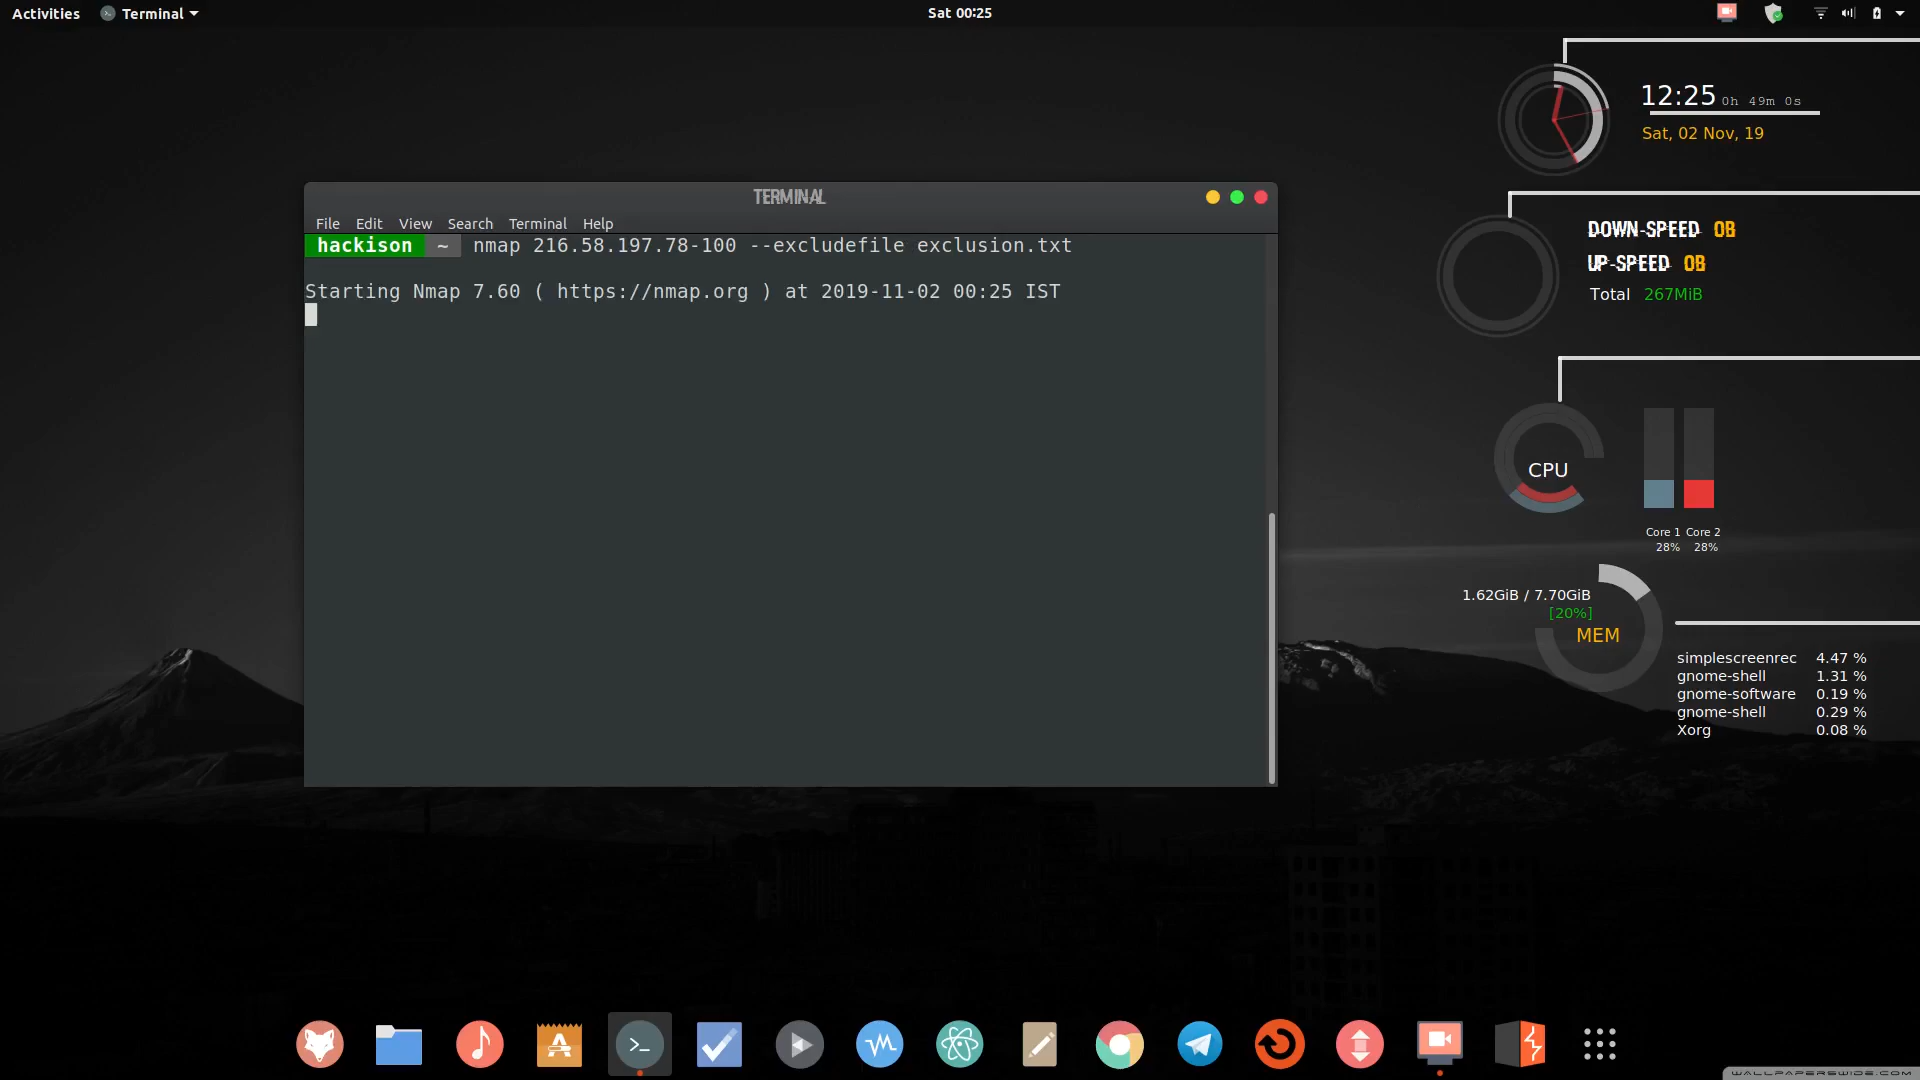 Activities Terminal Sat 00:25
12:25 0h 49m 0s
Sat, 02 Nov, 19
TERMINAL
File Edit View Search Terminal Help
hackison ~ nmap 216.58.197.78-100 --excludefile exclusion.txt
Starting Nmap 7.60 ( https://nmap.org ) at 2019-11-02 00:25 IST
DOWN-SPEED 0B
UP-SPEED 0B
Total 267MiB
CPU
Core 1 Core 2
28% 28%
1.62GiB / 7.70GiB
[20%]
MEM
simplescreenrec 4.47 %
gnome-shell 1.31 %
gnome-software 0.19 %
gnome-shell 0.29 %
Xorg 0.08 %
WALLPAPERSWIDE.COM